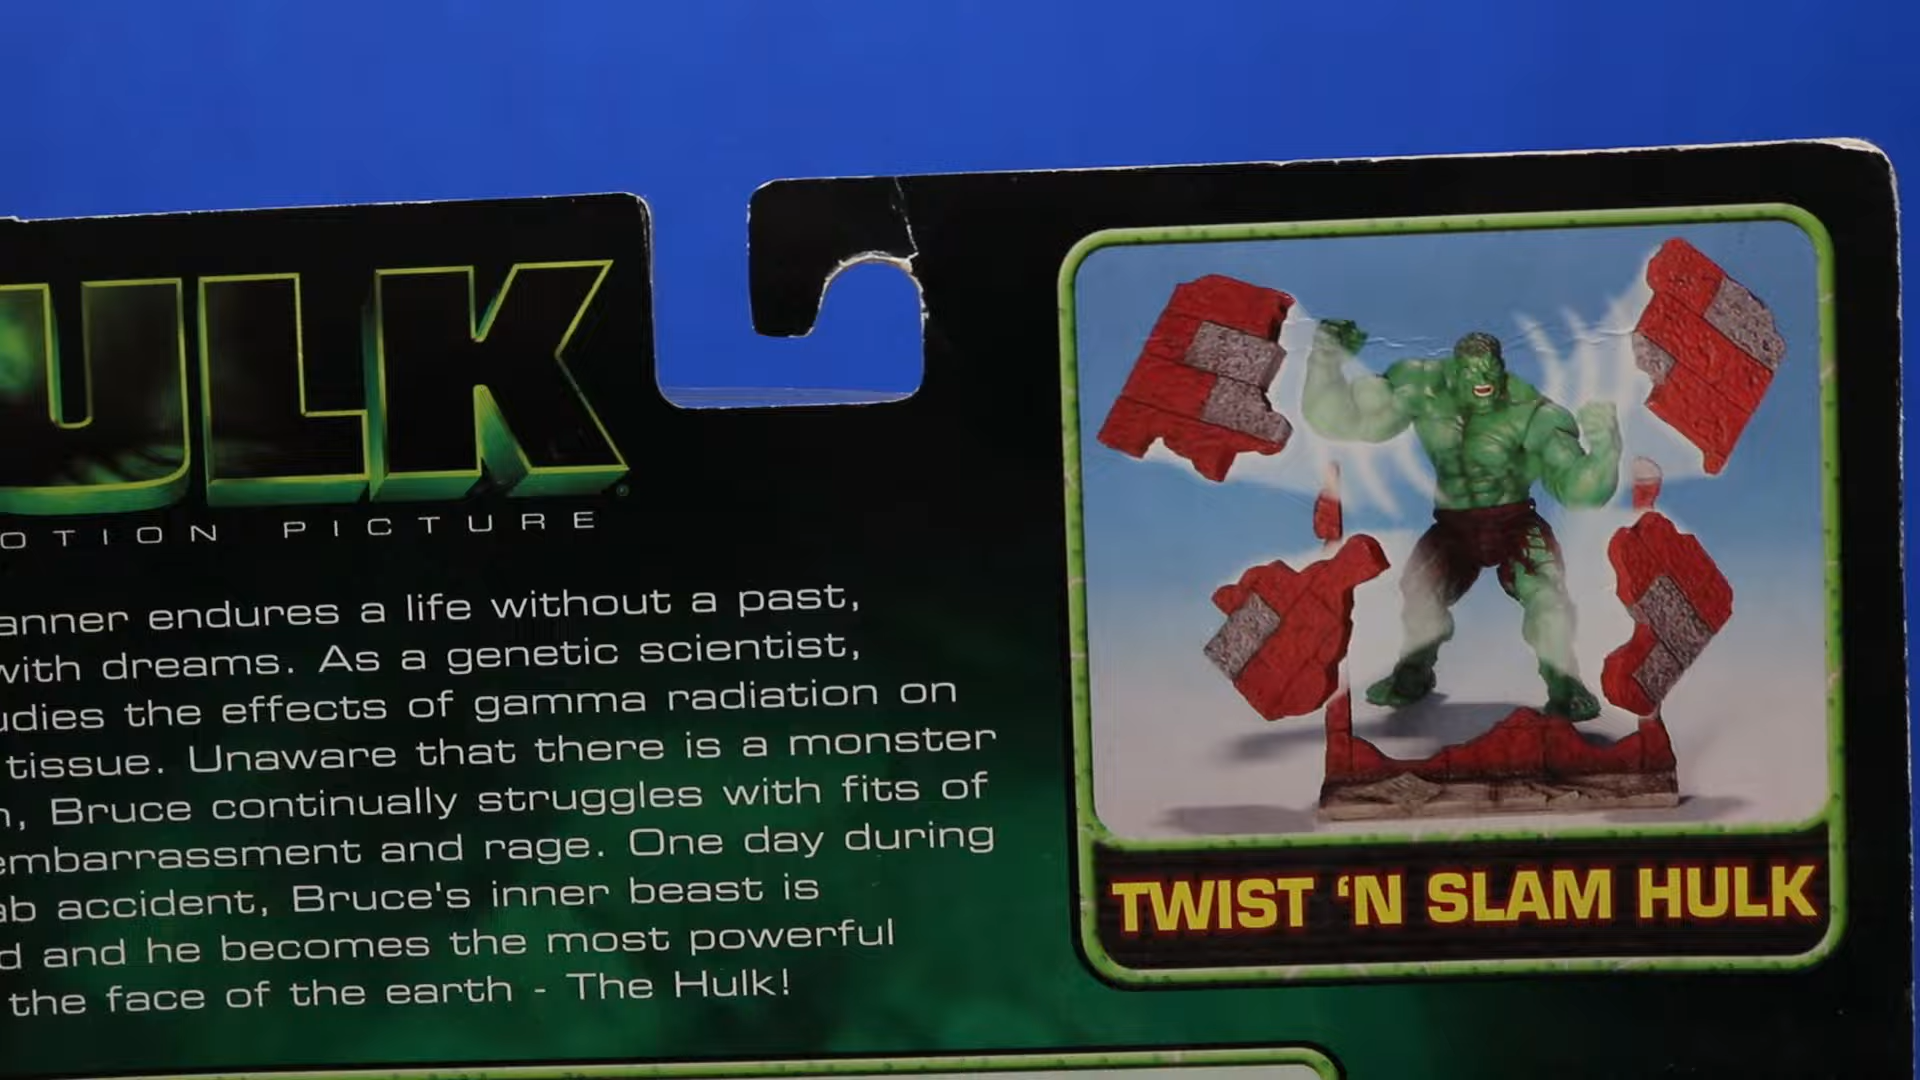 ULK
OTION PICTURE
anner endures a life without a past,
with dreams. As a genetic scientist,
udies the effects of gamma radiation on
tissue. Unaware that there is a monster
, Bruce continually struggles with fits of
embarrassment and rage. One day during
ab accident, Bruce's inner beast is
d and he becomes the most powerful
the face of the earth - The Hulk!
TWIST 'N SLAM HULK